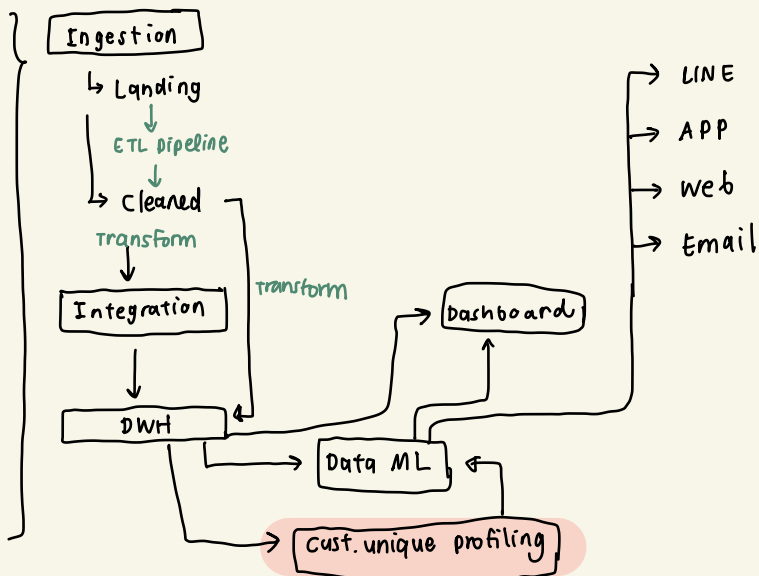 Ingestion
Landing
ETL Pipeline
Cleaned
Transform
Integration
Transform
DWH
Dashboard
Data ML
Cust. unique profiling
LINE
APP
Web
Email